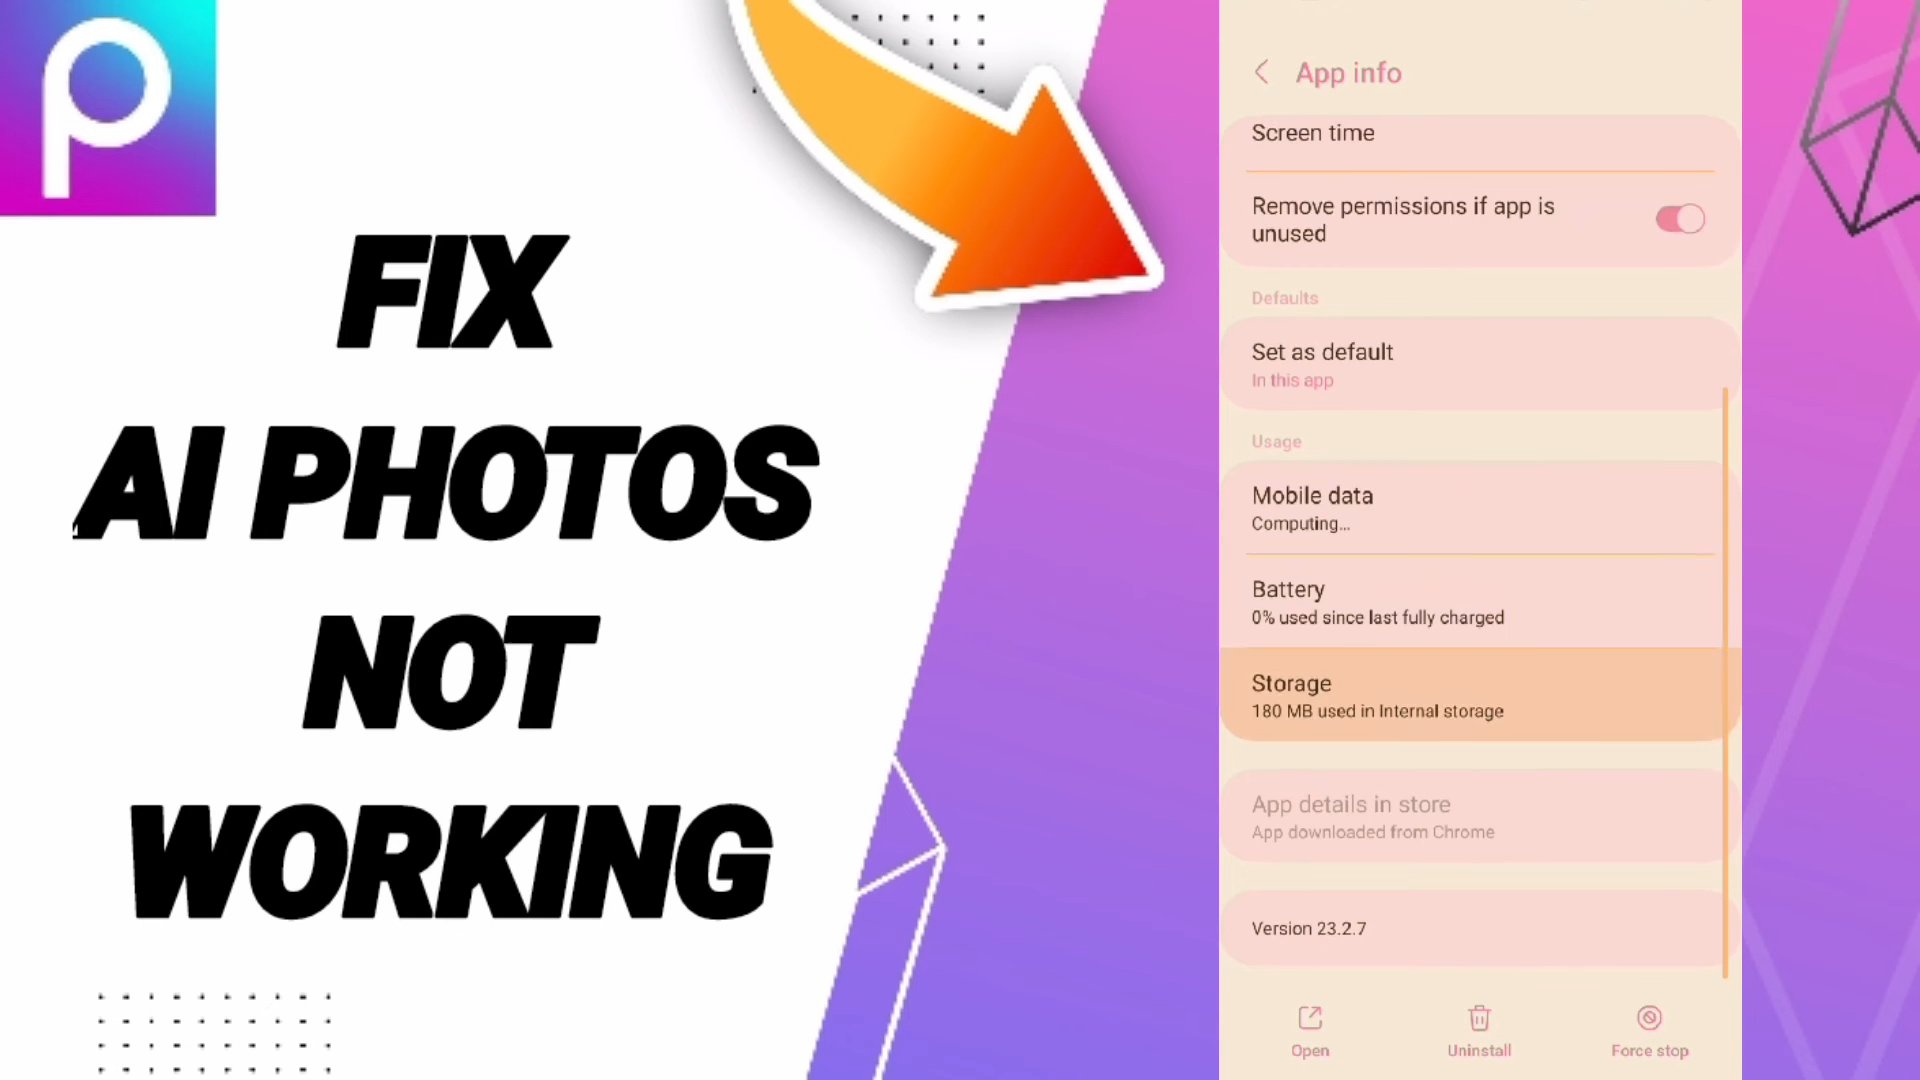 FIX
AI PHOTOS
NOT
WORKING
App info
Screen time
Remove permissions if app is
unused
Defaults
Set as default
In this app
Usage
Mobile data
Computing...
Battery
0% used since last fully charged
Storage
180 MB used in Internal storage
App details in store
App downloaded from Chrome
Version 23.2.7
Open
Uninstall
Force stop